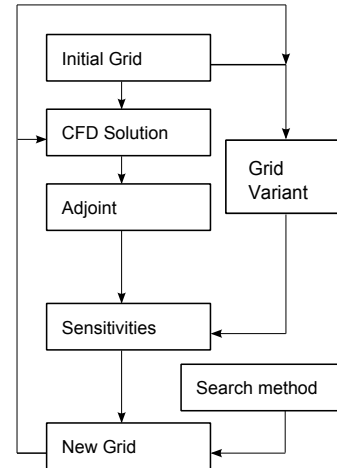 Initial Grid
CFD Solution
Grid
Variant
Adjoint
Sensitivities
Search method
New Grid